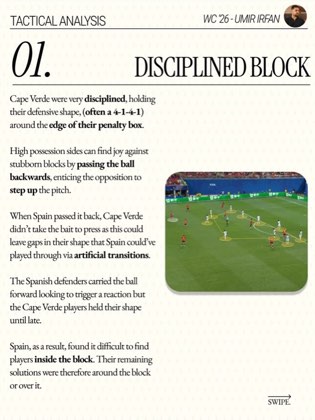 TACTICAL ANALYSIS
WC '26 - UMIR IRFAN
01.
DISCIPLINED BLOCK
Cape Verde were very disciplined, holding
their defensive shape, (often a 4-1-4-1)
around the edge of their penalty box.
High possession sides can find joy against
stubborn blocks by passing the ball
backwards, enticing the opposition to
step up the pitch.
When Spain passed it back, Cape Verde
didn't take the bait to press as this could
leave gaps in their shape that Spain could've
played through via artificial transitions.
The Spanish defenders carried the ball
forward looking to trigger a reaction but
the Cape Verde players held their shape
until late.
Spain, as a result, found it difficult to find
players inside the block. Their remaining
solutions were therefore around the block
or over it.
SWIPE.